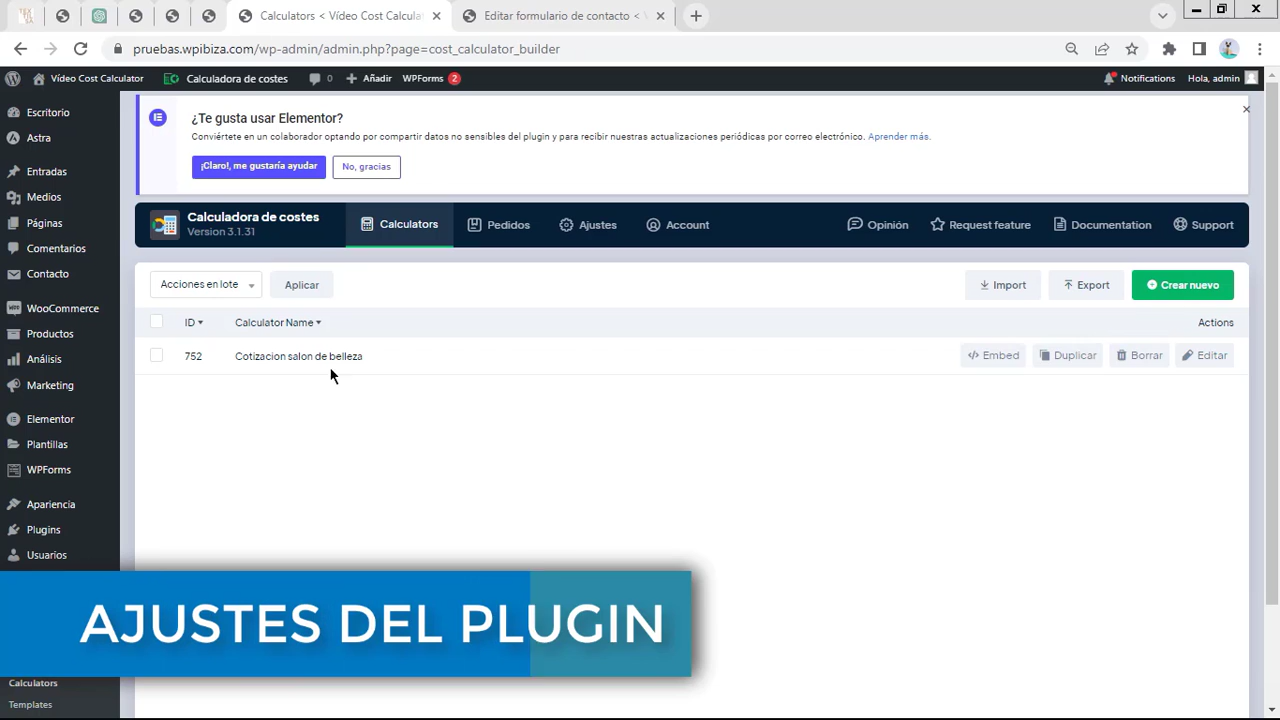 Calculators < Vídeo Cost Calcula
Editar formulario de contacto < 
pruebas.wpibiza.com/wp-admin/admin.php?page=cost_calculator_builder
Vídeo Cost Calculator
Calculadora de costes
0
Añadir
WPForms 2
Notifications
Hola, admin
Escritorio
Astra
Entradas
Medios
Páginas
Comentarios
Contacto
WooCommerce
Productos
Análisis
Marketing
Elementor
Plantillas
WPForms
Apariencia
Plugins
Usuarios
Calculators
Templates
¿Te gusta usar Elementor?
Conviértete en un colaborador optando por compartir datos no sensibles del plugin y para recibir nuestras actualizaciones periódicas por correo electrónico. Aprender más.
¡Claro!, me gustaría ayudar
No, gracias
Calculadora de costes
Version 3.1.31
Calculators
Pedidos
Ajustes
Account
Opinión
Request feature
Documentation
Support
Acciones en lote
Aplicar
Import
Export
Crear nuevo
ID
Calculator Name
Actions
752
Cotizacion salon de belleza
Embed
Duplicar
Borrar
Editar
AJUSTES DEL PLUGIN